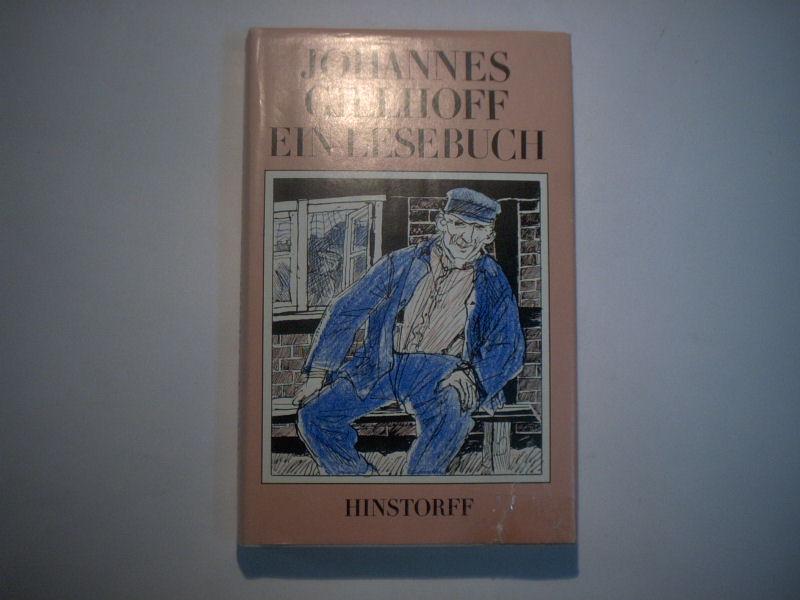 JOHANNES
GILLHOFF
EIN LESEBUCH
HINSTORFF